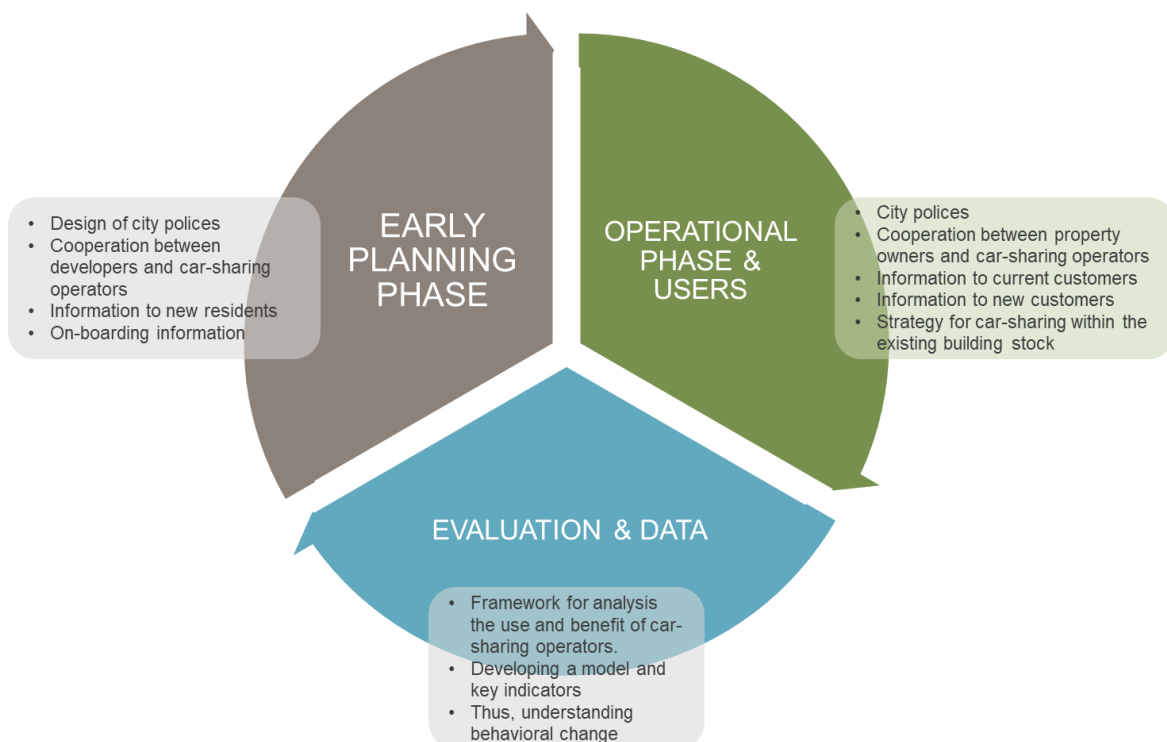 EARLY
PLANNING
PHASE
• Design of city polices
• Cooperation between
developers and car-sharing
operators
• Information to new residents
• On-boarding information
OPERATIONAL
PHASE &
USERS
• City polices
• Cooperation between property
owners and car-sharing operators
• Information to current customers
• Information to new customers
• Strategy for car-sharing within the
existing building stock
EVALUATION & DATA
• Framework for analysis
the use and benefit of car-
sharing operators.
• Developing a model and
key indicators
• Thus, understanding
behavioral change